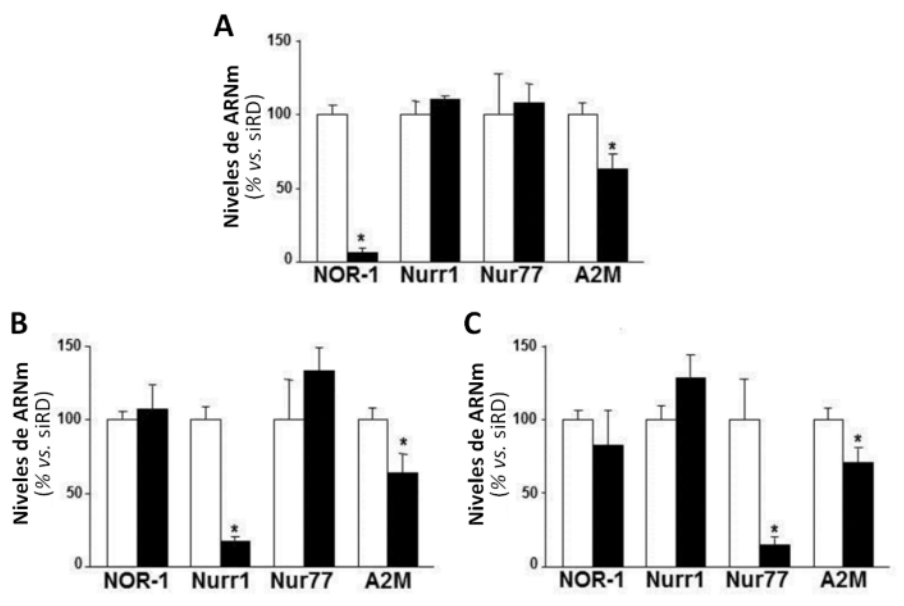 A
Niveles de ARNm
(% vs. siRD)
150
100
50
0
*
*
NOR-1 Nurr1 Nur77 A2M
B
Niveles de ARNm
(% vs. siRD)
150
100
50
0
*
*
NOR-1 Nurr1 Nur77 A2M
C
Niveles de ARNm
(% vs. siRD)
150
100
50
0
*
*
NOR-1 Nurr1 Nur77 A2M